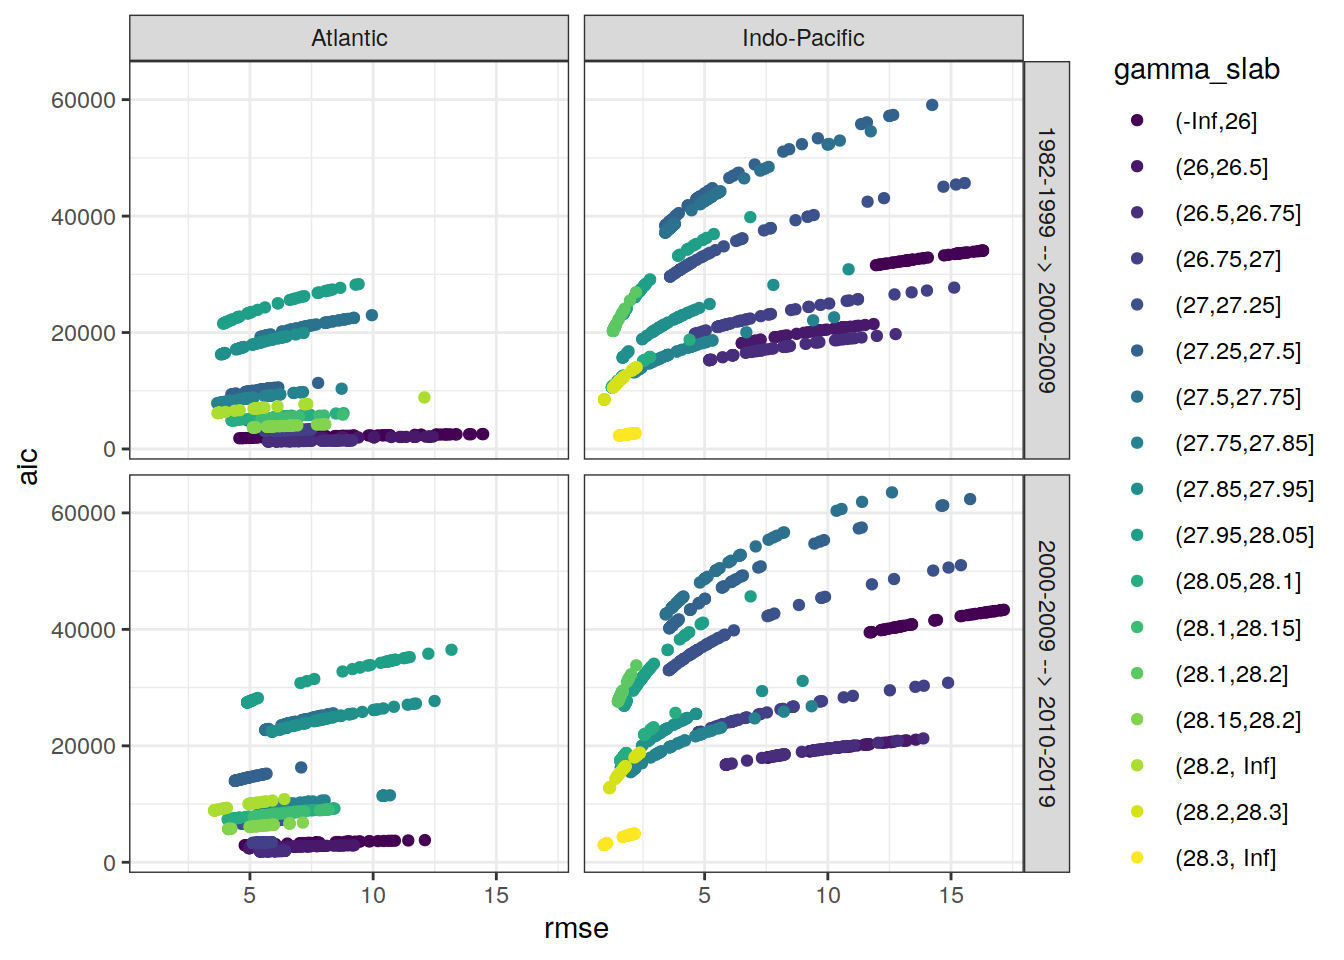 Atlantic
Indo-Pacific
60000
40000
20000
0
1982-1999 --> 2000-2009
60000
40000
20000
0
2000-2009 --> 2010-2019
5
10
15
5
10
15
rmse
aic
gamma_slab
(-Inf,26]
(26,26.5]
(26.5,26.75]
(26.75,27]
(27,27.25]
(27.25,27.5]
(27.5,27.75]
(27.75,27.85]
(27.85,27.95]
(27.95,28.05]
(28.05,28.1]
(28.1,28.15]
(28.1,28.2]
(28.15,28.2]
(28.2, Inf]
(28.2,28.3]
(28.3, Inf]